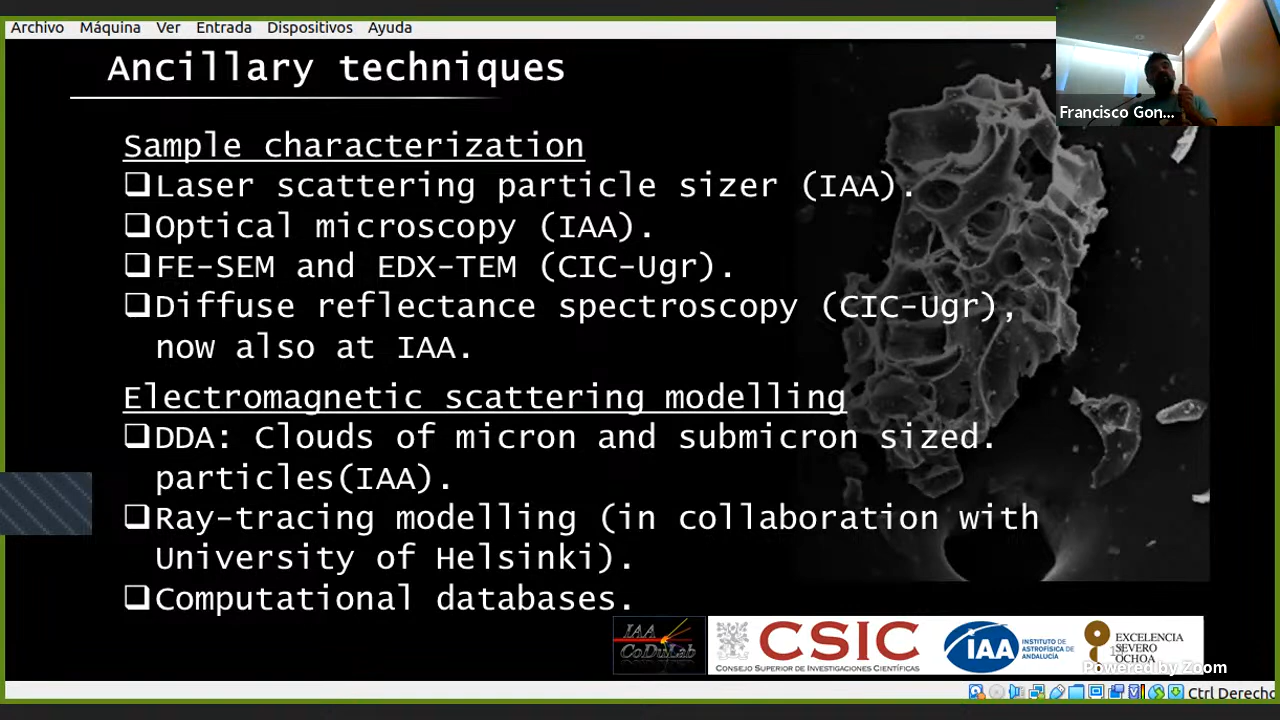 Archivo Máquina Ver Entrada Dispositivos Ayuda
Ancillary techniques
Francisco Gon...
Sample characterization
❑Laser scattering particle sizer (IAA).
❑Optical microscopy (IAA).
❑FE-SEM and EDX-TEM (CIC-Ugr).
❑Diffuse reflectance spectroscopy (CIC-Ugr),
now also at IAA.
Electromagnetic scattering modelling
❑DDA: Clouds of micron and submicron sized.
particles(IAA).
❑Ray-tracing modelling (in collaboration with
University of Helsinki).
❑Computational databases.
IAA
CoDuLab
CSIC
CONSEJO SUPERIOR DE INVESTIGACIONES CIENTÍFICAS
IAA
INSTITUTO DE
ASTROFÍSICA DE
ANDALUCÍA
EXCELENCIA
SEVERO
OCHOA
Powered by Zoom
Ctrl Derecho